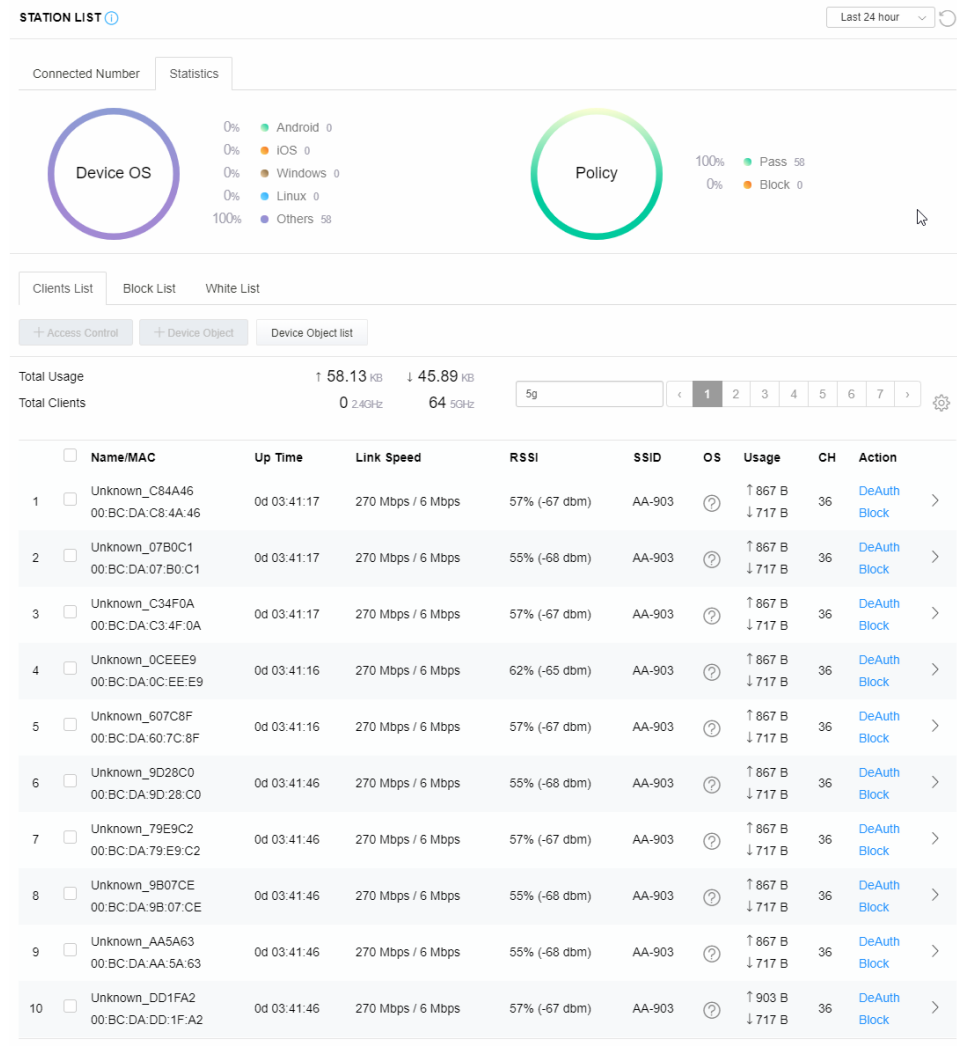 STATION LIST
Last 24 hour
Connected Number Statistics
Device OS
0% Android 0
0% iOS 0
0% Windows 0
0% Linux 0
100% Others 58
Policy
100% Pass 58
0% Block 0
Clients List Block List White List
+ Access Control + Device Object Device Object list
Total Usage ↑ 58.13 KB ↓ 45.89 KB
Total Clients 0 2.4GHz 64 5GHz
5g ‹ 1 2 3 4 5 6 7 ›
Name/MAC Up Time Link Speed RSSI SSID OS Usage CH Action
1 Unknown_C84A46 0d 03:41:17 270 Mbps / 6 Mbps 57% (-67 dbm) AA-903 ↑ 867 B 36 DeAuth
00:BC:DA:C8:4A:46 ↓ 717 B Block
2 Unknown_07B0C1 0d 03:41:17 270 Mbps / 6 Mbps 55% (-68 dbm) AA-903 ↑ 867 B 36 DeAuth
00:BC:DA:07:B0:C1 ↓ 717 B Block
3 Unknown_C34F0A 0d 03:41:17 270 Mbps / 6 Mbps 57% (-67 dbm) AA-903 ↑ 867 B 36 DeAuth
00:BC:DA:C3:4F:0A ↓ 717 B Block
4 Unknown_0CEEE9 0d 03:41:16 270 Mbps / 6 Mbps 62% (-65 dbm) AA-903 ↑ 867 B 36 DeAuth
00:BC:DA:0C:EE:E9 ↓ 717 B Block
5 Unknown_607C8F 0d 03:41:16 270 Mbps / 6 Mbps 57% (-67 dbm) AA-903 ↑ 867 B 36 DeAuth
00:BC:DA:60:7C:8F ↓ 717 B Block
6 Unknown_9D28C0 0d 03:41:46 270 Mbps / 6 Mbps 55% (-68 dbm) AA-903 ↑ 867 B 36 DeAuth
00:BC:DA:9D:28:C0 ↓ 717 B Block
7 Unknown_79E9C2 0d 03:41:46 270 Mbps / 6 Mbps 57% (-67 dbm) AA-903 ↑ 867 B 36 DeAuth
00:BC:DA:79:E9:C2 ↓ 717 B Block
8 Unknown_9B07CE 0d 03:41:46 270 Mbps / 6 Mbps 55% (-68 dbm) AA-903 ↑ 867 B 36 DeAuth
00:BC:DA:9B:07:CE ↓ 717 B Block
9 Unknown_AA5A63 0d 03:41:46 270 Mbps / 6 Mbps 55% (-68 dbm) AA-903 ↑ 867 B 36 DeAuth
00:BC:DA:AA:5A:63 ↓ 717 B Block
10 Unknown_DD1FA2 0d 03:41:46 270 Mbps / 6 Mbps 57% (-67 dbm) AA-903 ↑ 903 B 36 DeAuth
00:BC:DA:DD:1F:A2 ↓ 717 B Block